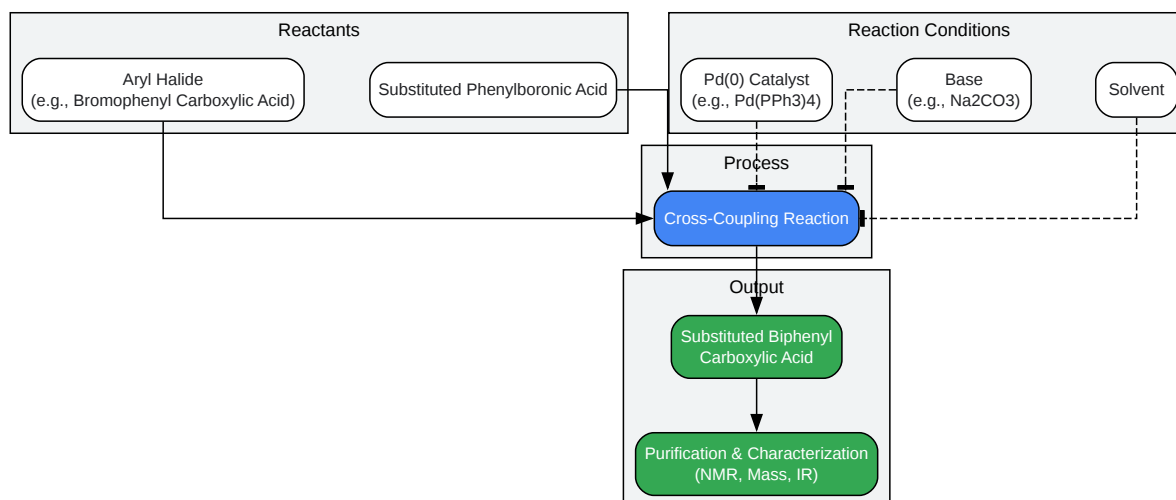 Reactants
Aryl Halide
(e.g., Bromophenyl Carboxylic Acid)
Substituted Phenylboronic Acid
Reaction Conditions
Pd(0) Catalyst
(e.g., Pd(PPh3)4)
Base
(e.g., Na2CO3)
Solvent
Process
Cross-Coupling Reaction
Output
Substituted Biphenyl
Carboxylic Acid
Purification & Characterization
(NMR, Mass, IR)